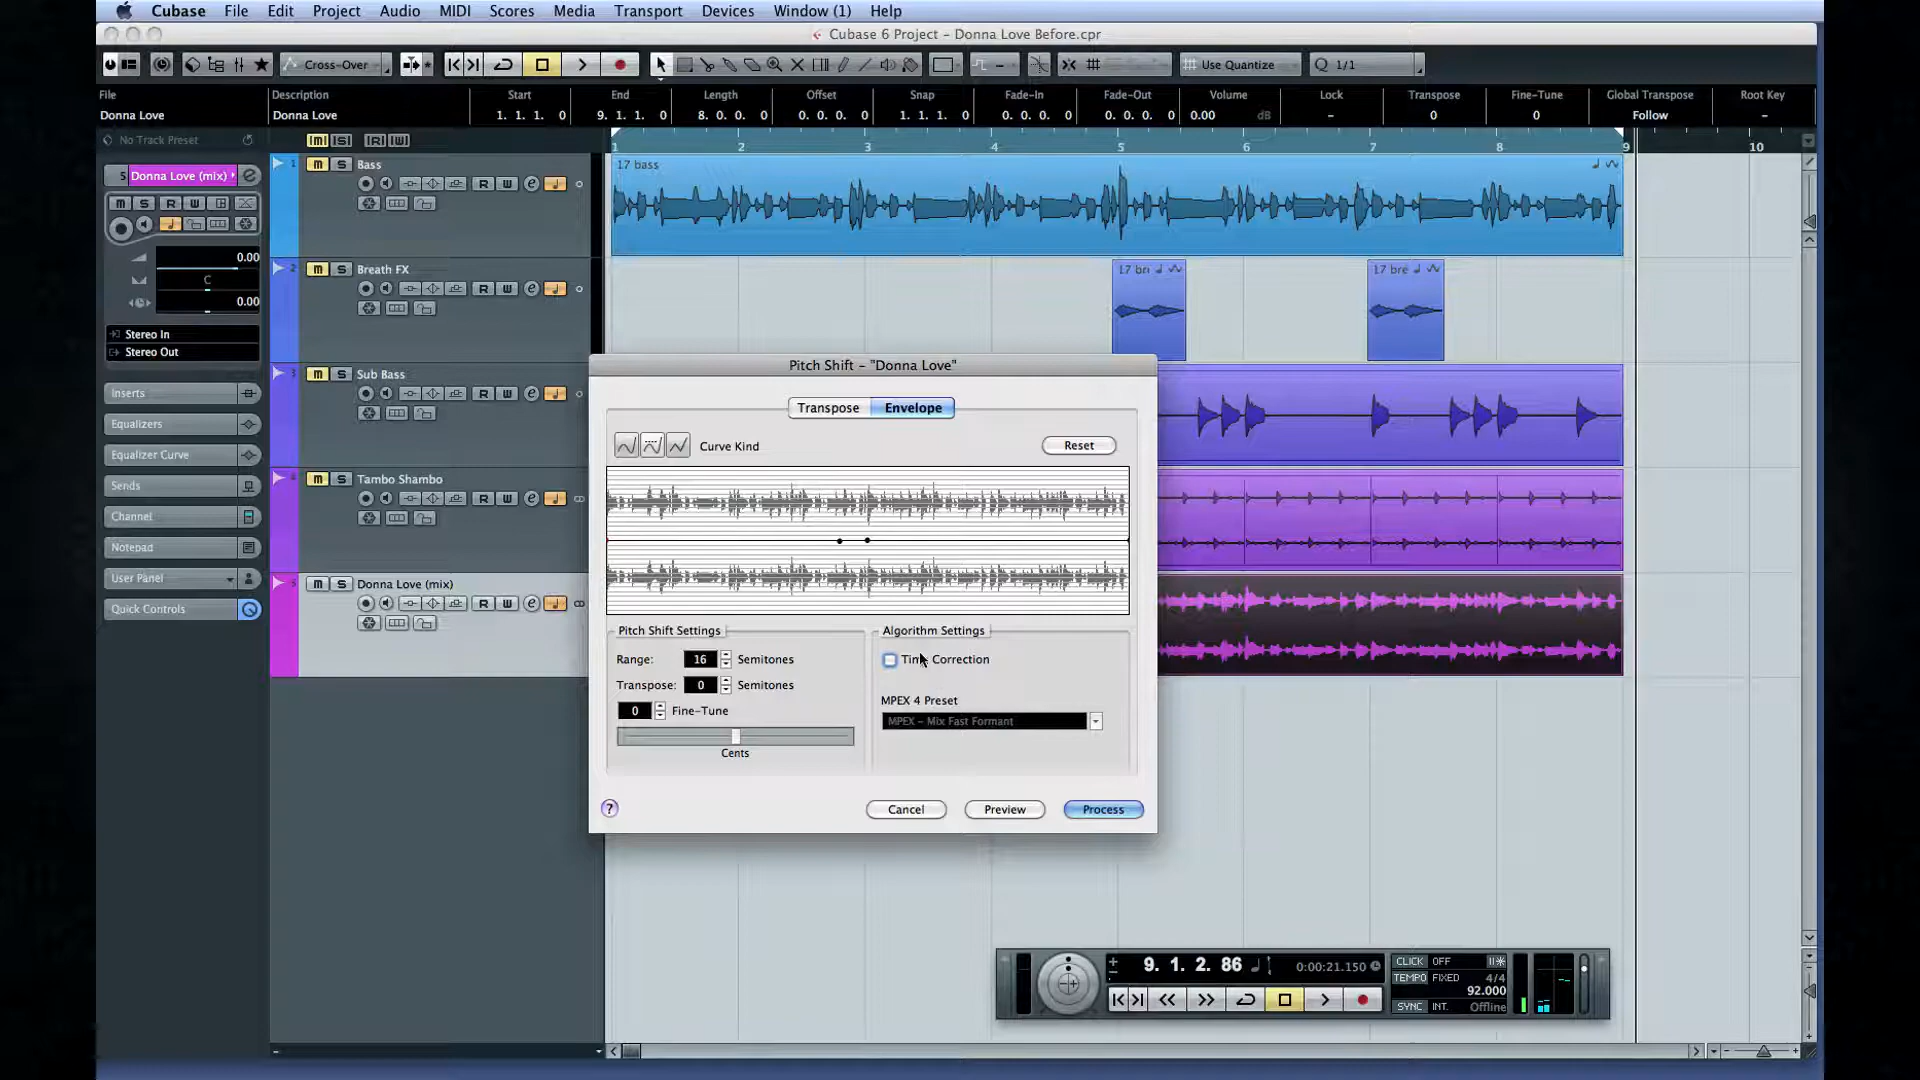 Cubase File Edit Project Audio MIDI Scores Media Transport Devices Window (1) Help
Cubase 6 Project - Donna Love Before.cpr
Cross-Over Use Quantize Q 1/1
File Description Start End Length Offset Snap Fade-In Fade-Out Volume Lock Transpose Fine-Tune Global Transpose Root Key
Donna Love Donna Love 1. 1. 1. 0 9. 1. 1. 0 8. 0. 0. 0 0. 0. 0. 0 1. 1. 1. 0 0. 0. 0. 0 0. 0. 0. 0 0.00 dB - 0 0 Follow -
No Track Preset
1 2 3 4 5 6 7 8 9 10
5 Donna Love (mix)
m S R W
0.00
C
0.00
Stereo In
Stereo Out
Inserts
Equalizers
Equalizer Curve
Sends
Channel
Notepad
User Panel
Quick Controls
1 m S Bass
R W e
17 bass
2 m S Breath FX
R W e
17 bri 17 bre
3 m S Sub Bass
R W e
m S Tambo Shambo
R W e
5 m S Donna Love (mix)
R W e
Pitch Shift - "Donna Love"
Transpose Envelope
Curve Kind Reset
Pitch Shift Settings
Range: 16 Semitones
Transpose: 0 Semitones
0 Fine-Tune
Cents
Algorithm Settings
Correction
MPEX 4 Preset
MPEX - Mix Fast Formant
? Cancel Preview Process
9. 1. 2. 86 0:00:21.150
CLICK OFF
TEMPO FIXED 4/4
92.000
SYNC INT. Offline